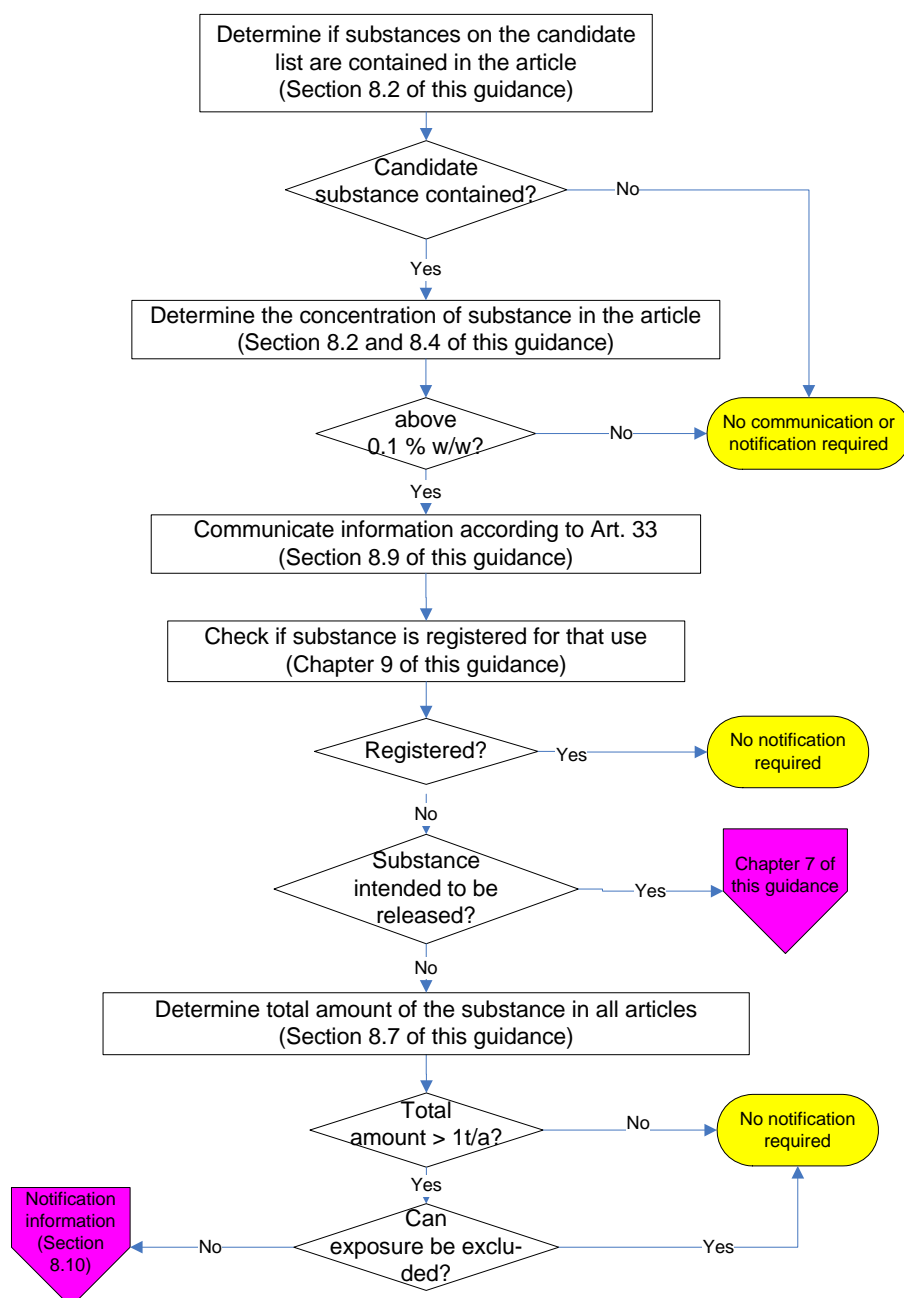 Determine if substances on the candidate
list are contained in the article
(Section 8.2 of this guidance)
Candidate
substance contained?
No
Yes
Determine the concentration of substance in the article
(Section 8.2 and 8.4 of this guidance)
above
0.1 % w/w?
No
No communication or
notification required
Yes
Communicate information according to Art. 33
(Section 8.9 of this guidance)
Check if substance is registered for that use
(Chapter 9 of this guidance)
Registered?
Yes
No notification
required
No
Substance
intended to be
released?
Yes
Chapter 7 of
this guidance
No
Determine total amount of the substance in all articles
(Section 8.7 of this guidance)
Total
amount > 1t/a?
No
No notification
required
Yes
Can
exposure be exclu-
ded?
Yes
No
Notification
information
(Section
8.10)